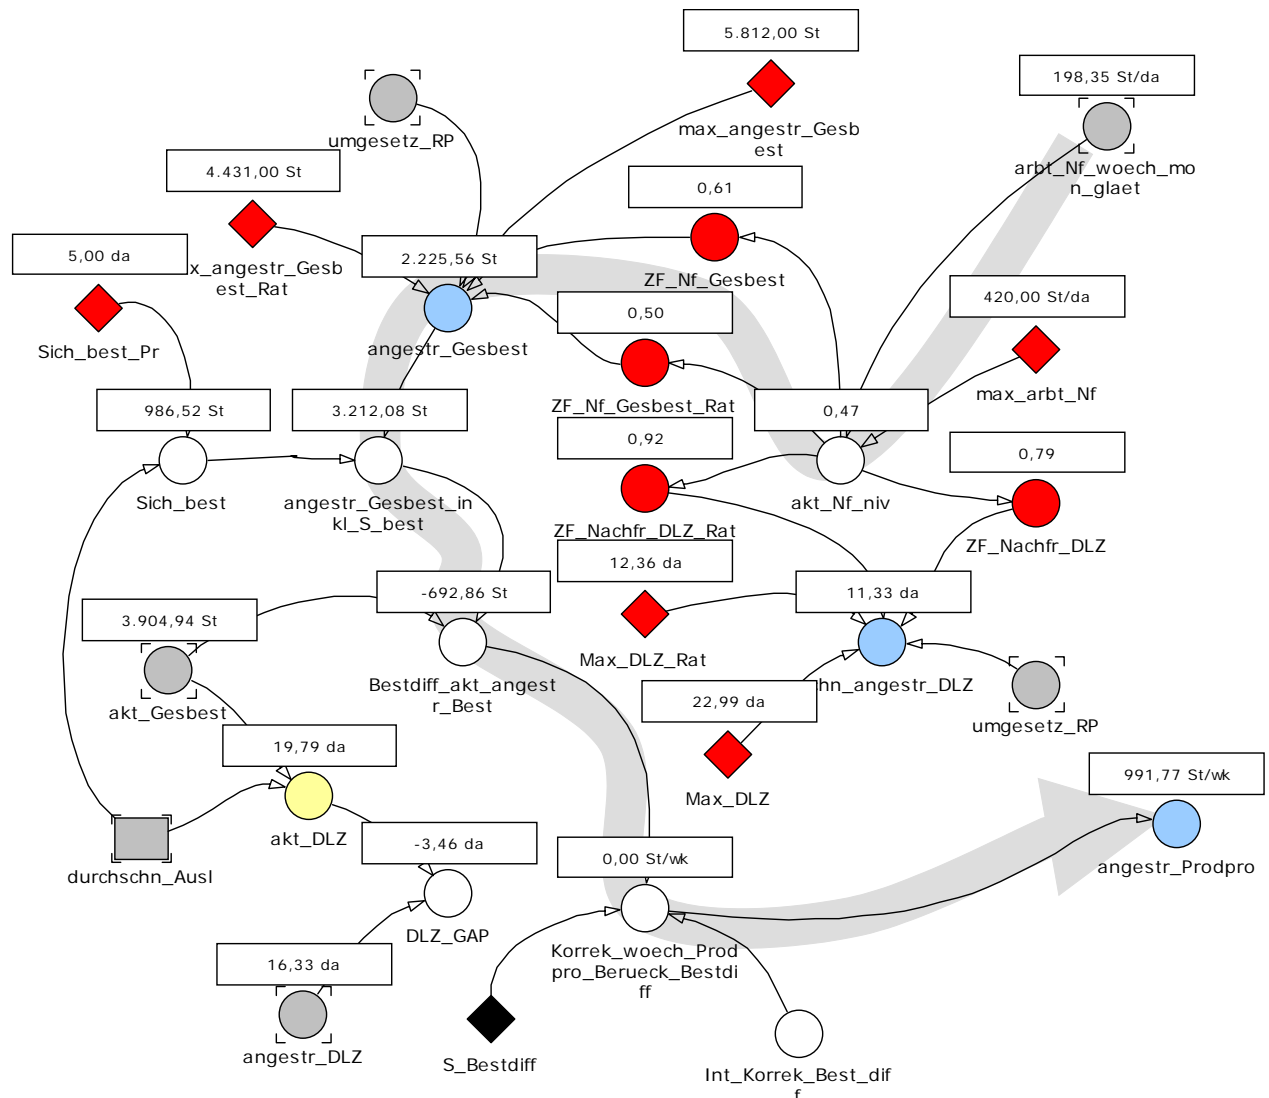 5.812,00 St
198,35 St/da
umgesetz_RP
max_angestr_Gesb
est
arbt_Nf_woech_mo
n_glaet
4.431,00 St
0,61
5,00 da
2.225,56 St
x_angestr_Gesb
est_Rat
ZF_Nf_Gesbest
420,00 St/da
0,50
Sich_best_Pr
angestr_Gesbest
max_arbt_Nf
ZF_Nf_Gesbest_Rat
986,52 St
3.212,08 St
0,47
0,92
0,79
Sich_best
angestr_Gesbest_in
kl_S_best
akt_Nf_niv
ZF_Nachfr_DLZ_Rat
ZF_Nachfr_DLZ
12,36 da
-692,86 St
11,33 da
3.904,94 St
Max_DLZ_Rat
Bestdiff_akt_angest
r_Best
hn_angestr_DLZ
22,99 da
akt_Gesbest
umgesetz_RP
19,79 da
991,77 St/wk
Max_DLZ
akt_DLZ
-3,46 da
0,00 St/wk
durchschn_Ausl
angestr_Prodpro
DLZ_GAP
Korrek_woech_Prod
pro_Berueck_Bestdi
ff
16,33 da
angestr_DLZ
S_Bestdiff
Int_Korrek_Best_dif
f